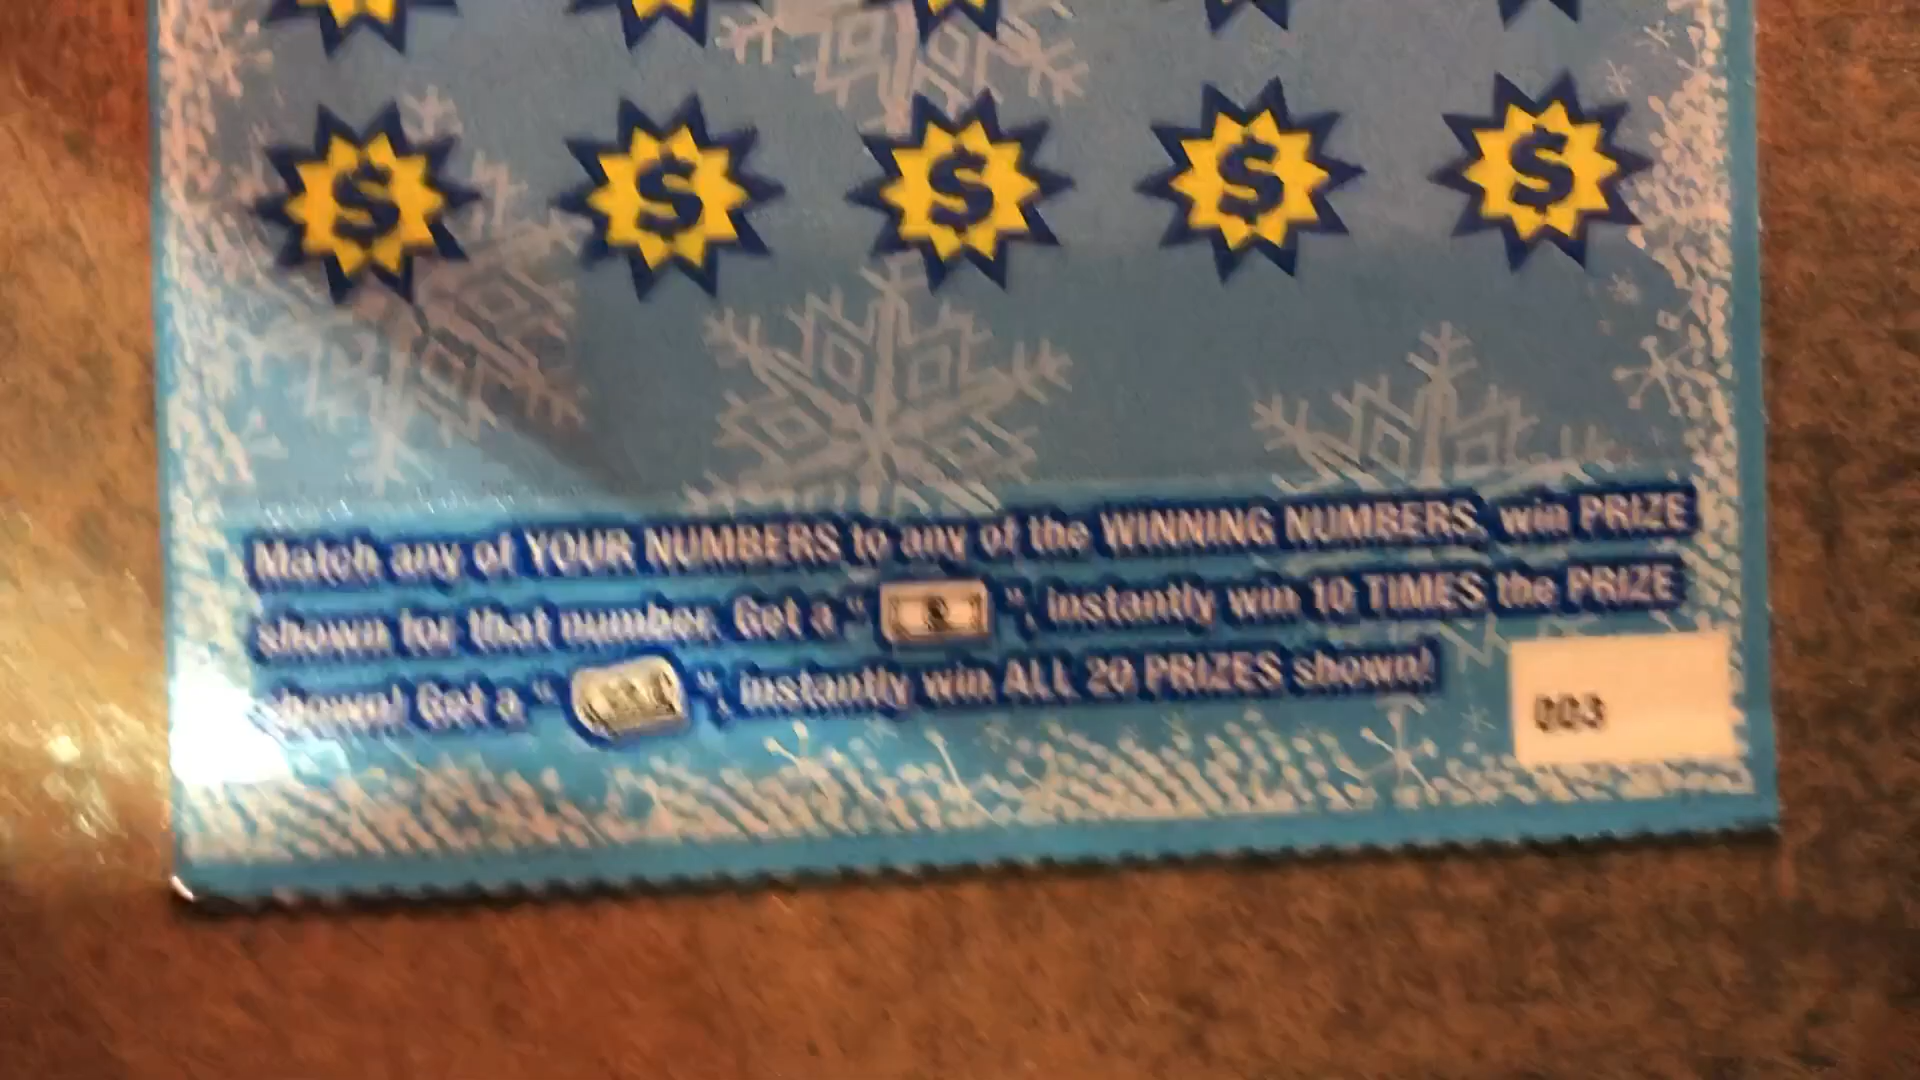 $ $ $ $ $
Match any of YOUR NUMBERS to any of the WINNING NUMBERS, win PRIZE
shown for that number. Get a " ", instantly win 10 TIMES the PRIZE
shown! Get a " ", instantly win ALL 20 PRIZES shown!
003